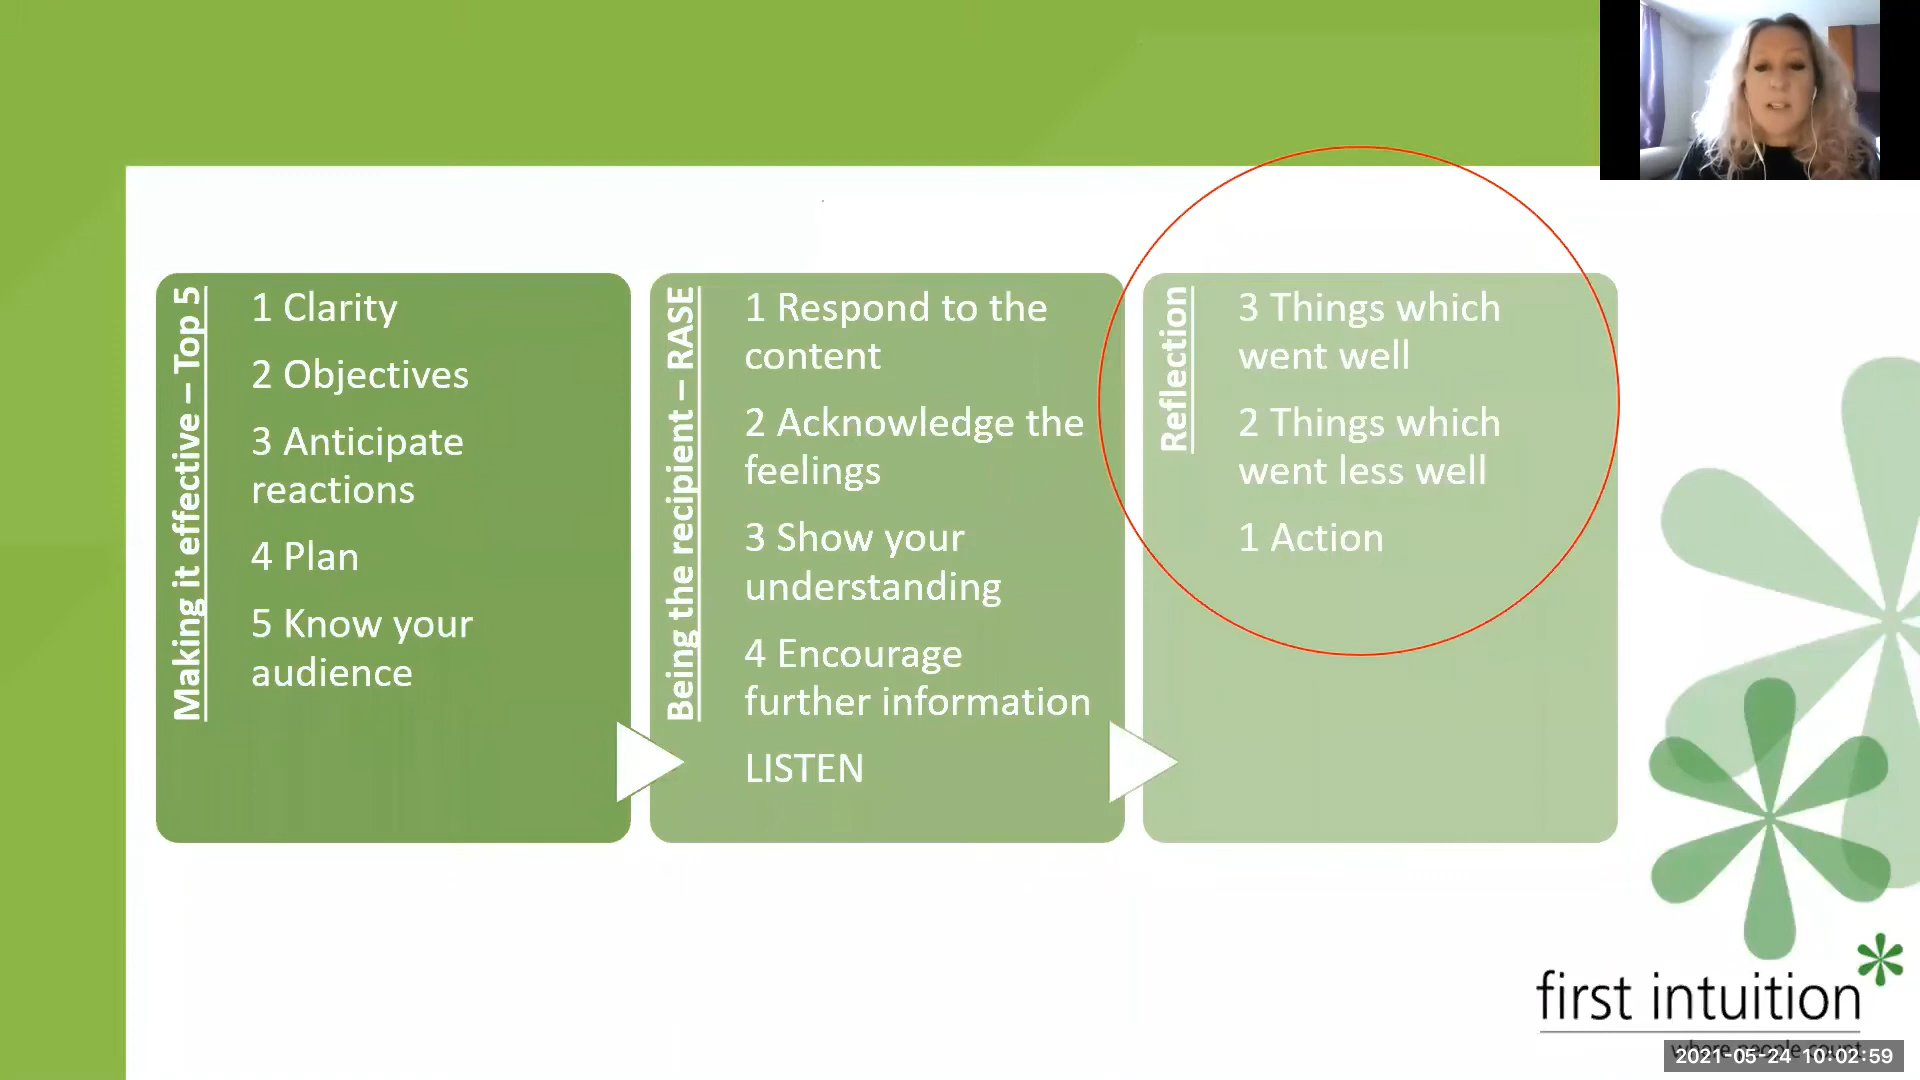 Making it effective – Top 5
1 Clarity
2 Objectives
3 Anticipate
reactions
4 Plan
5 Know your
audience
Being the recipient – RASE
1 Respond to the
content
2 Acknowledge the
feelings
3 Show your
understanding
4 Encourage
further information
LISTEN
Reflection
3 Things which
went well
2 Things which
went less well
1 Action
first intuition
where people count
2021-05-24 10:02:59